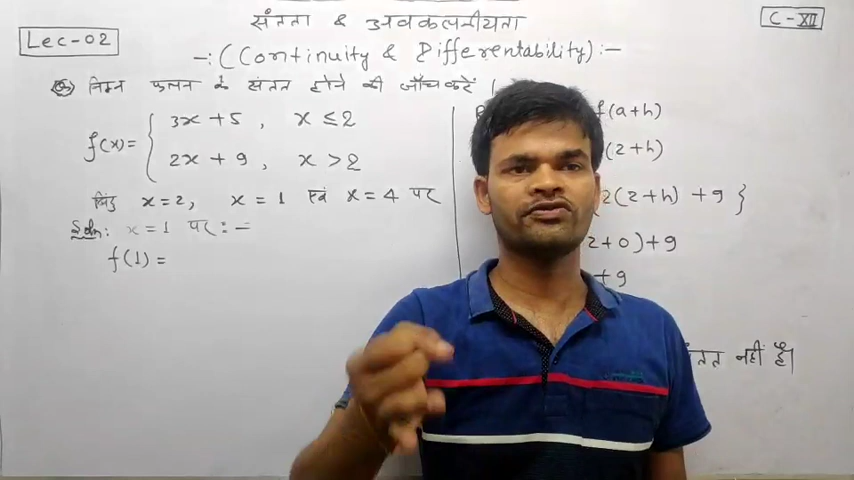 संतता & अवकलनीयता
C-XII
Lec-02
-: (Continuity & Differentability) :-
निम्न फलन के संतत होने की जाँच करें।
f(x) = { 3x + 5 , x ≤ 2
2x + 9 , x > 2
बिंदु x = 2, x = 1 एवं x = 4 पर
Soln: x = 1 पर : -
f(1) =
f(a+h)
(2+h)
2(2+h) + 9 }
(2+0) + 9
+ 9
नहीं है।